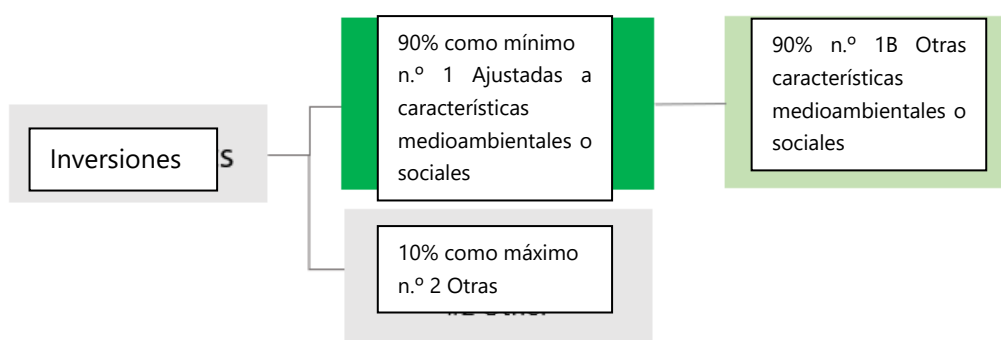 90% como mínimo
n.º 1 Ajustadas a
características
medioambientales o
sociales
90% n.º 1B Otras
características
medioambientales o
sociales
Inversiones s
10% como máximo
n.º 2 Otras